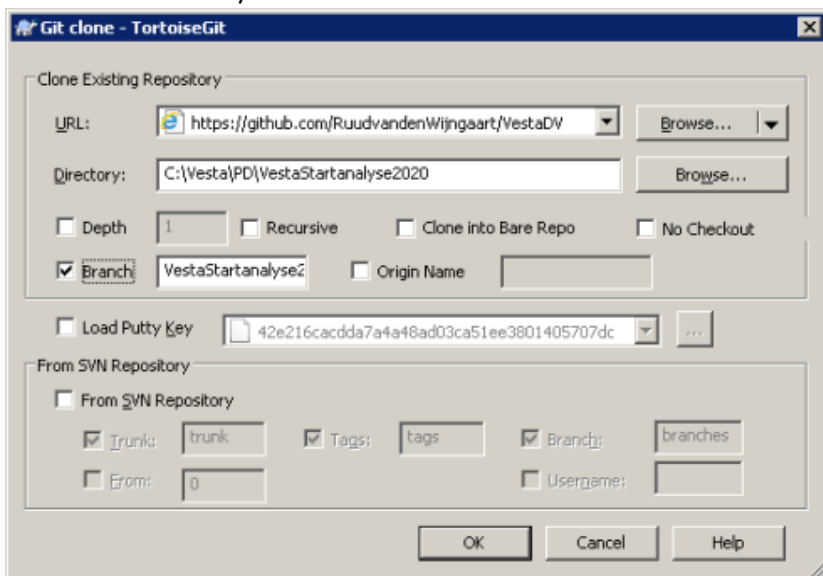 Git clone - TortoiseGit
Clone Existing Repository
URL: https://github.com/RuudvandenWijngaart/VestaDV Browse...
Directory: C:\Vesta\PD\VestaStartanalyse2020 Browse...
Depth 1 Recursive Clone into Bare Repo No Checkout
Branch VestaStartanalyse2 Origin Name
Load Putty Key 42e216cacdda7a4a48ad03ca51ee3801405707dc ...
From SVN Repository
From SVN Repository
Trunk: trunk Tags: tags Branch: branches
From: 0 Username:
OK Cancel Help